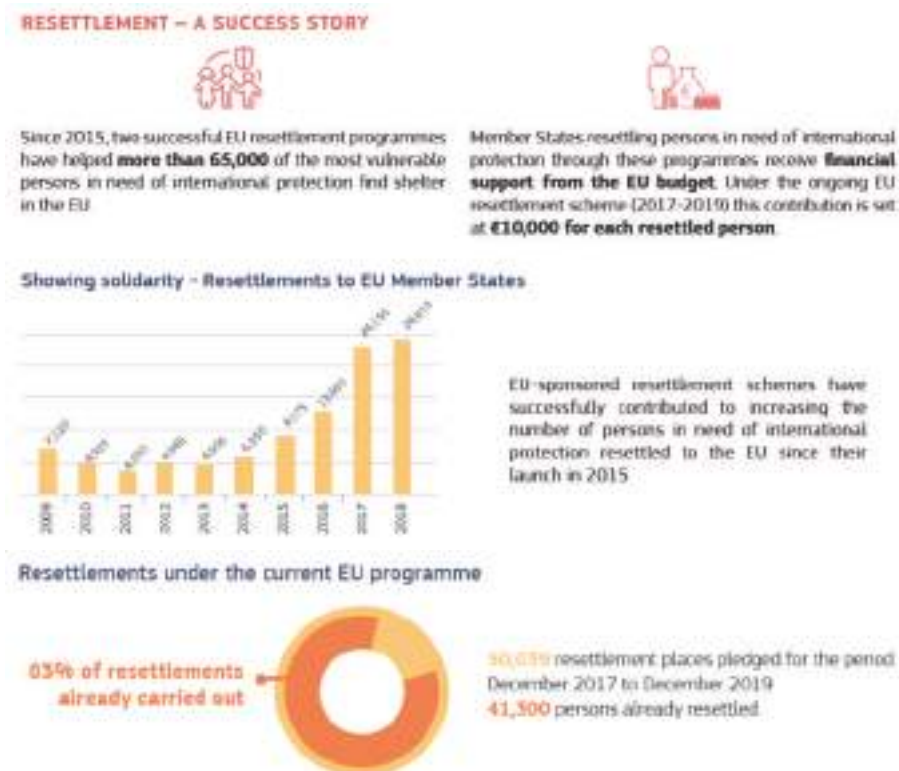 RESETTLEMENT – A SUCCESS STORY
Since 2015, two successful EU resettlement programmes
have helped more than 65,000 of the most vulnerable
persons in need of international protection find shelter
in the EU
Member States resettling persons in need of international
protection through these programmes receive financial
support from the EU budget. Under the ongoing EU
resettlement scheme (2017-2019) this contribution is set
at €10,000 for each resettled person
Showing solidarity - Resettlements to EU Member States
2009
2010
2011
2012
2013
2014
2015
2016
2017
2018
EU-sponsored resettlement schemes have
successfully contributed to increasing the
number of persons in need of international
protection resettled to the EU since their
launch in 2015
Resettlements under the current EU programme
83% of resettlements
already carried out
resettlement places pledged for the period
December 2017 to December 2019
41,300 persons already resettled